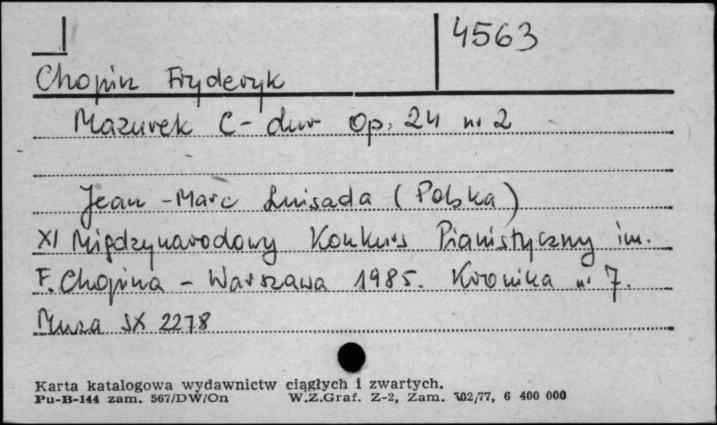 4563
Chopin Fryderyk
Mazurek C-dur op. 24 nr 2
Jean-Marc Luisada (Polska)
XI Międzynarodowy Konkurs Pianistyczny im.
F. Chopina - Warszawa 1985. Kronika nr 7.
Muza SX 2278
Karta katalogowa wydawnictw ciągłych i zwartych.
Pu-B-144 zam. 567/DW/On W.Z.Graf. Z-2, Zam. 702/77, 6 400 000